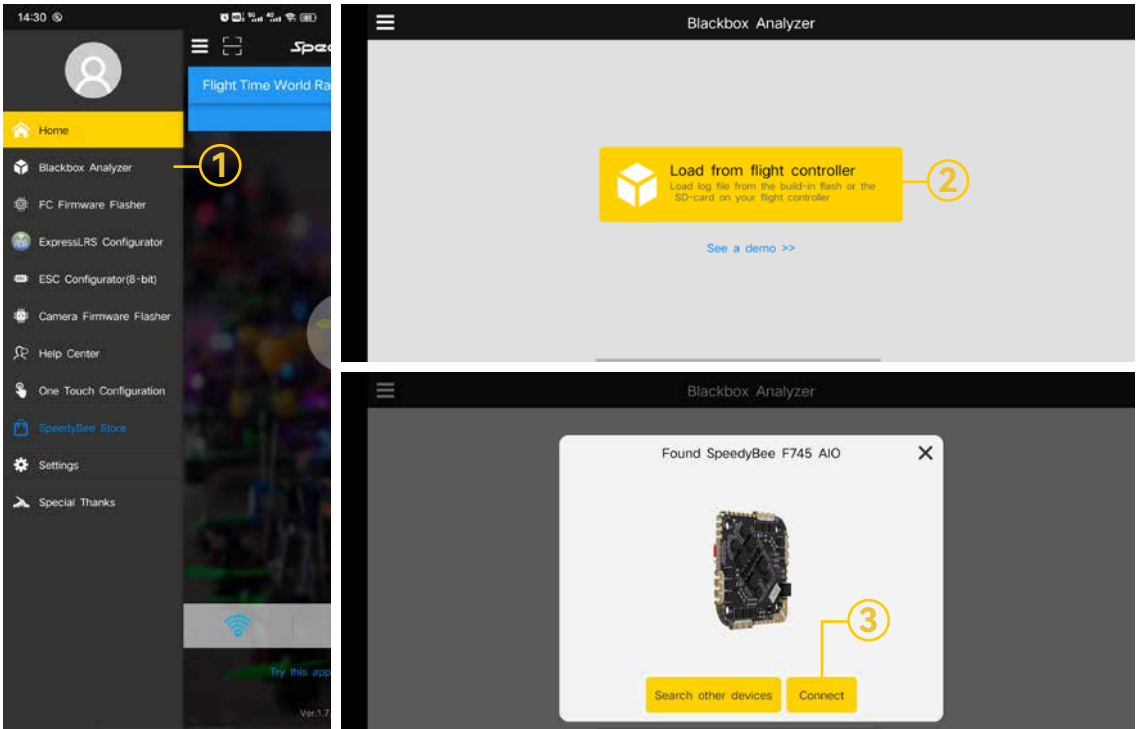 14:30
Spee
Flight Time World Ra
Home
Blackbox Analyzer
1
FC Firmware Flasher
ExpressLRS Configurator
ESC Configurator(8-bit)
Camera Firmware Flasher
Help Center
One Touch Configuration
SpeedyBee Store
Settings
Special Thanks
Try this app
Ver.1.7
Blackbox Analyzer
Load from flight controller
Load log file from the build-in flash or the
SD-card on your flight controller
2
See a demo >>
Blackbox Analyzer
Found SpeedyBee F745 AIO
3
Search other devices
Connect